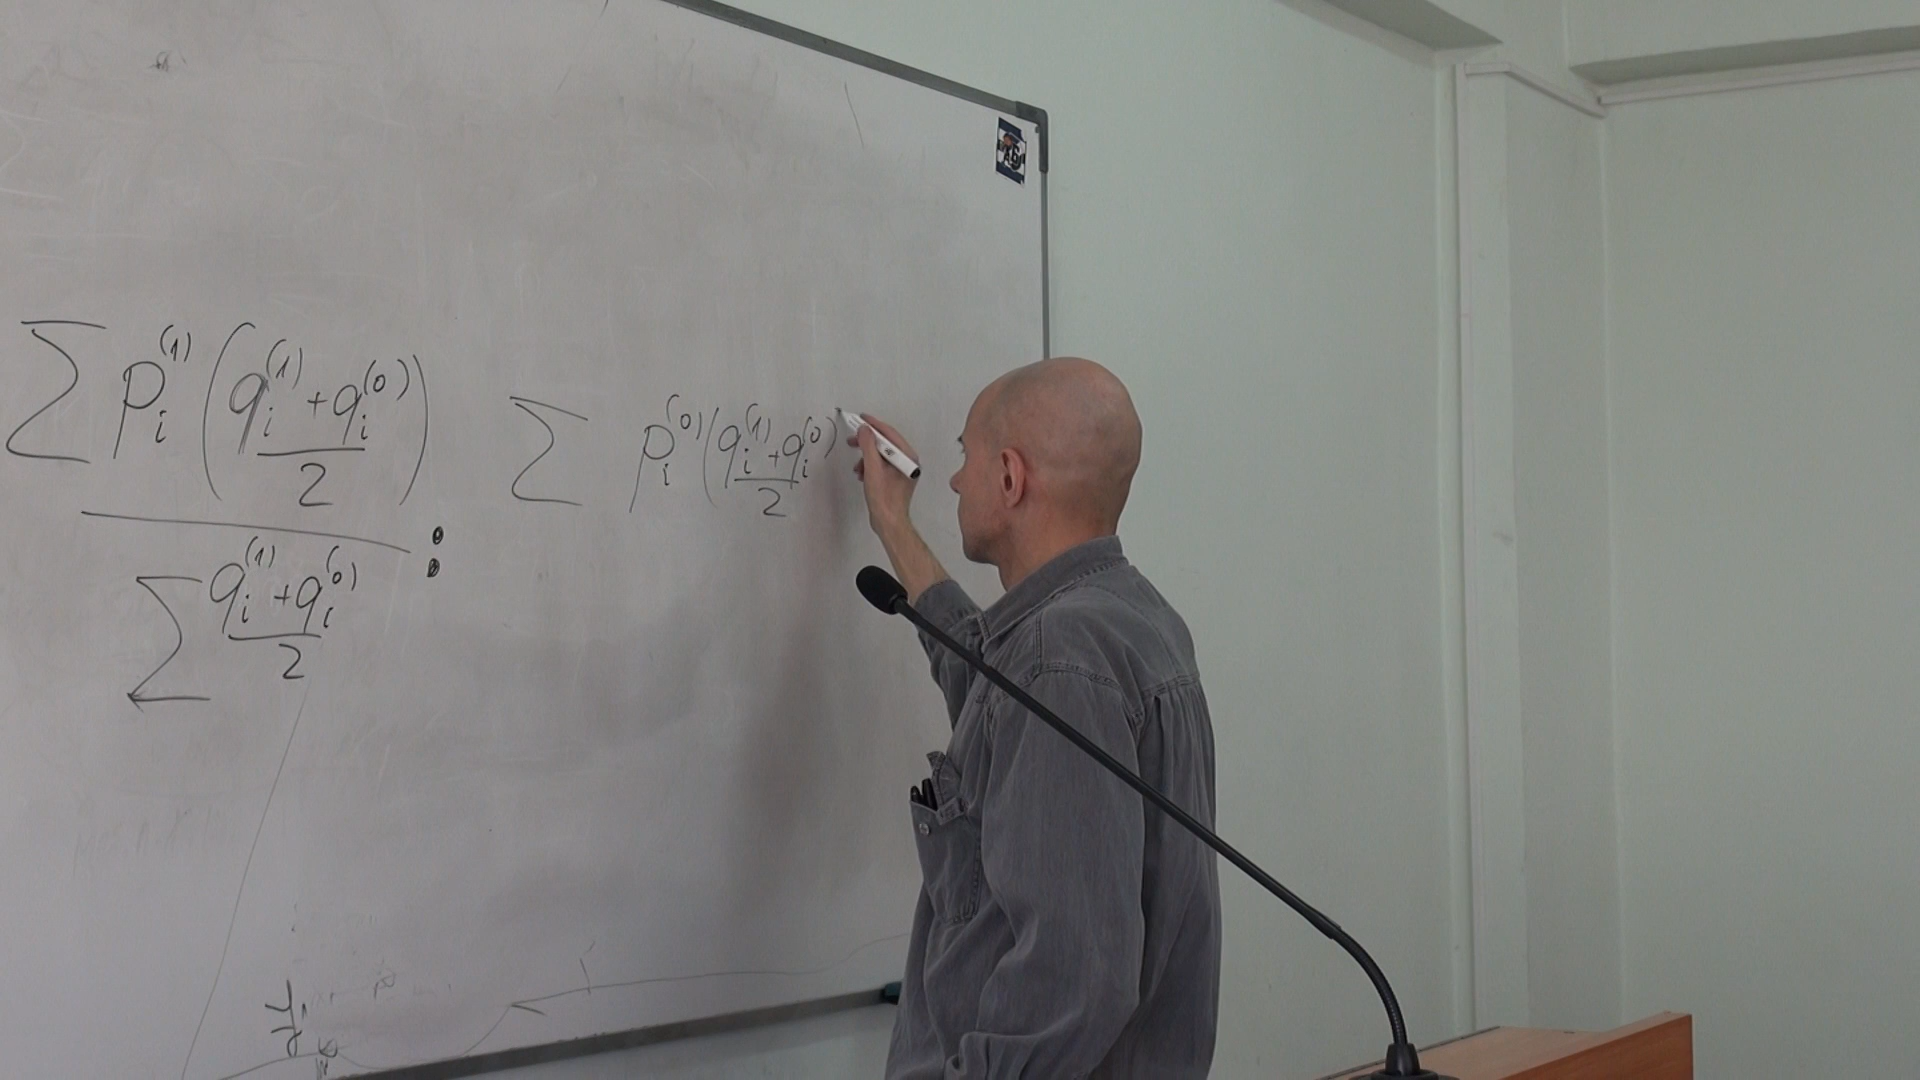 ∑ p_i^(1) ( (q_i^(1) + q_i^(0)) / 2 )
∑ (q_i^(1) + q_i^(0)) / 2
:
∑ p_i^(0) ( (q_i^(1) + q_i^(0)) / 2 )